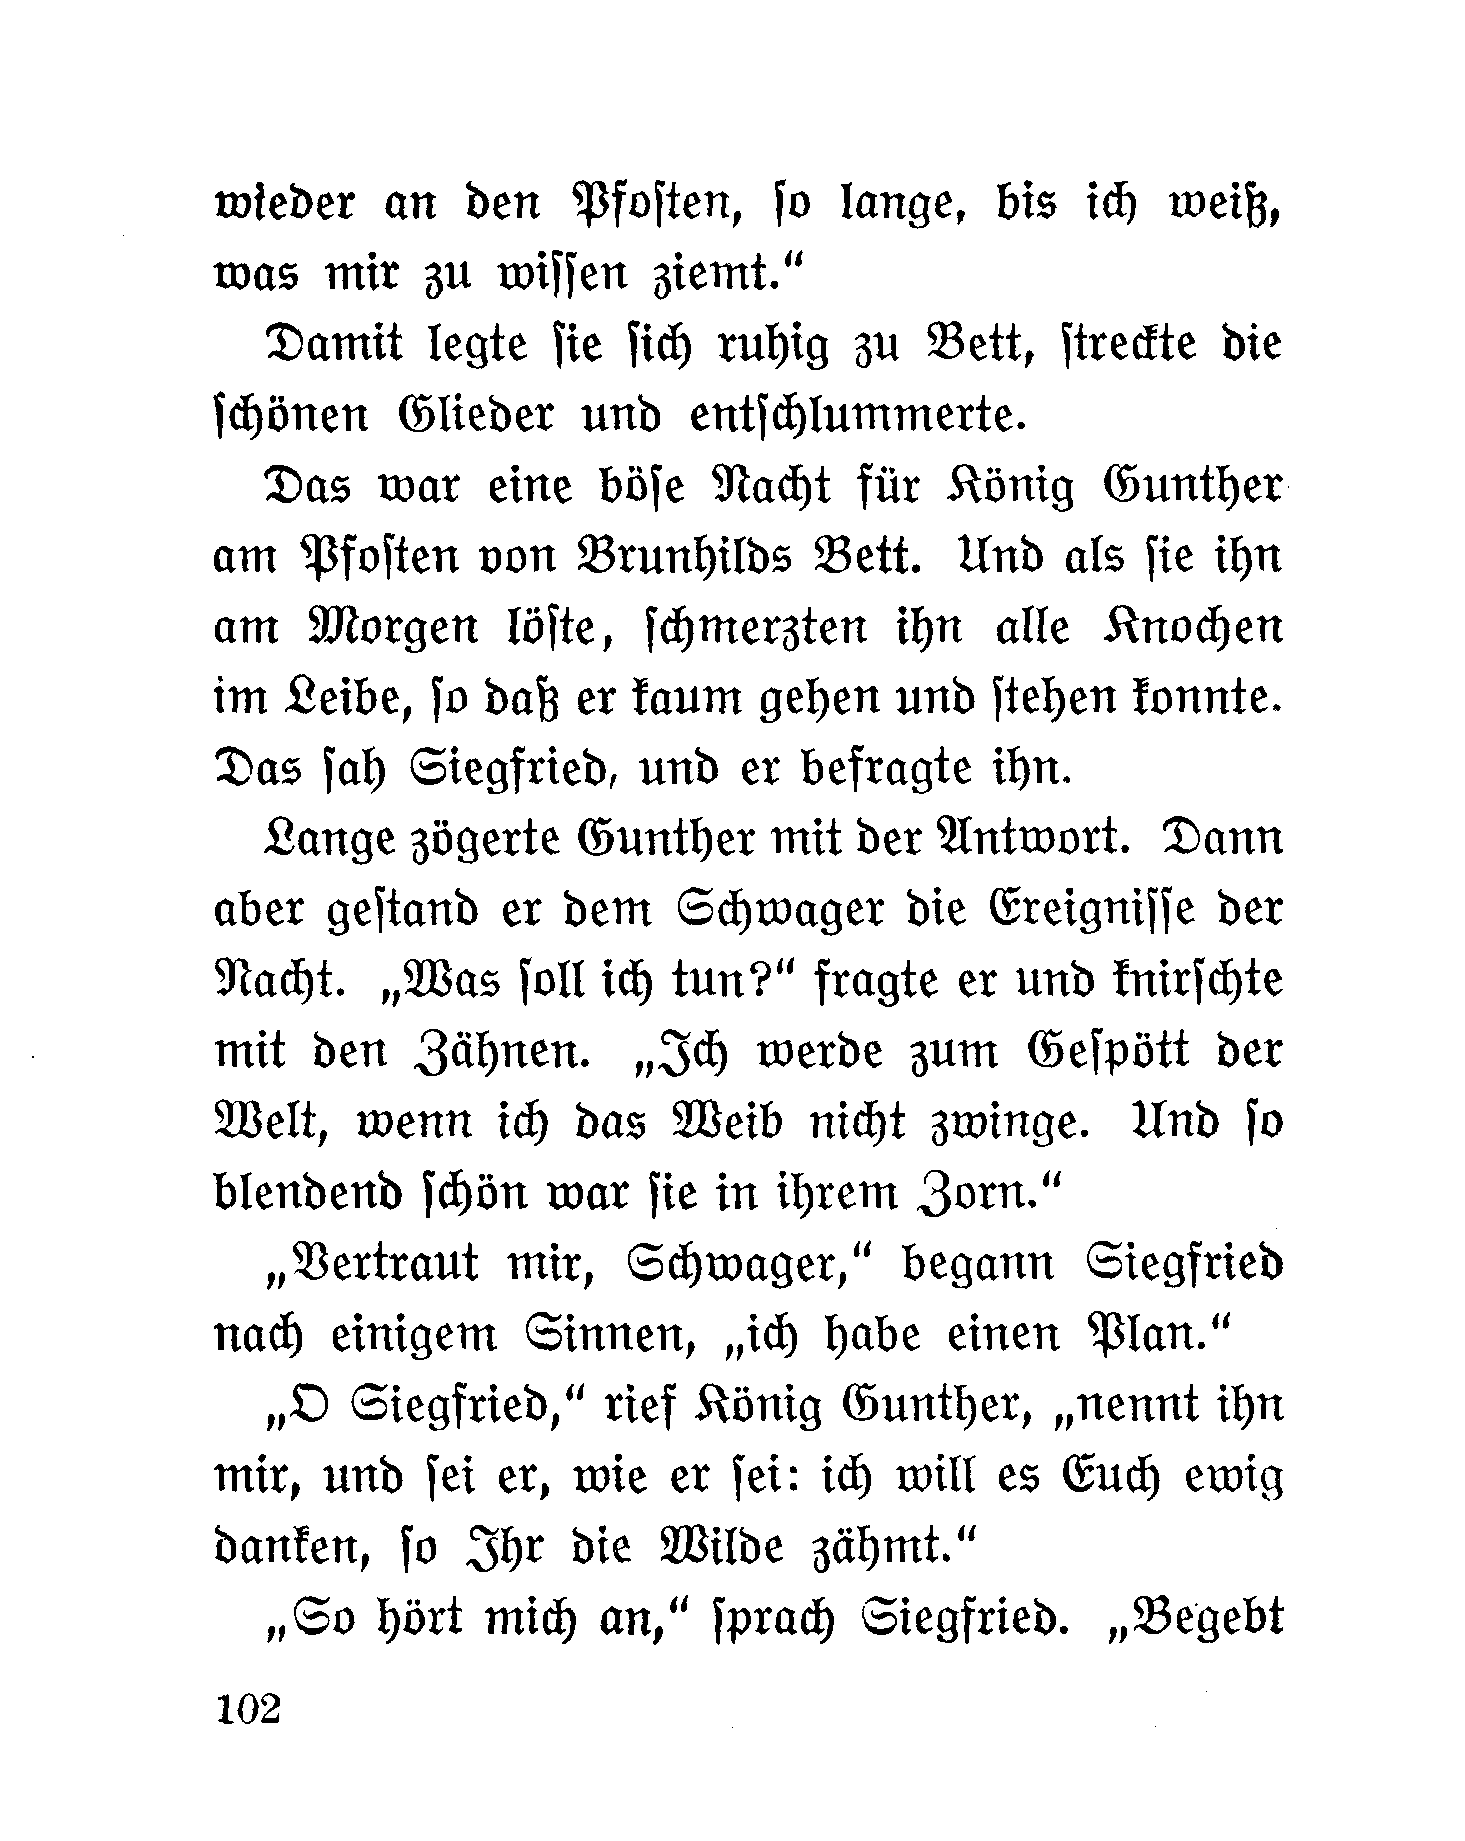 wieder an den Pfoſten, ſo lange, bis ich weiß,
was mir zu wiſſen ziemt.“
Damit legte ſie ſich ruhig zu Bett, ſtreckte die
ſchönen Glieder und entſchlummerte.
Das war eine böſe Nacht für König Gunther
am Pfoſten von Brunhilds Bett. Und als ſie ihn
am Morgen löſte, ſchmerzten ihn alle Knochen
im Leibe, ſo daß er kaum gehen und ſtehen konnte.
Das ſah Siegfried, und er befragte ihn.
Lange zögerte Gunther mit der Antwort. Dann
aber geſtand er dem Schwager die Ereigniſſe der
Nacht. „Was ſoll ich tun?“ fragte er und knirſchte
mit den Zähnen. „Ich werde zum Geſpött der
Welt, wenn ich das Weib nicht zwinge. Und ſo
blendend ſchön war ſie in ihrem Zorn.“
„Vertraut mir, Schwager,“ begann Siegfried
nach einigem Sinnen, „ich habe einen Plan.“
„O Siegfried,“ rief König Gunther, „nennt ihn
mir, und ſei er, wie er ſei: ich will es Euch ewig
danken, ſo Ihr die Wilde zähmt.“
„So hört mich an,“ ſprach Siegfried. „Begebt
102